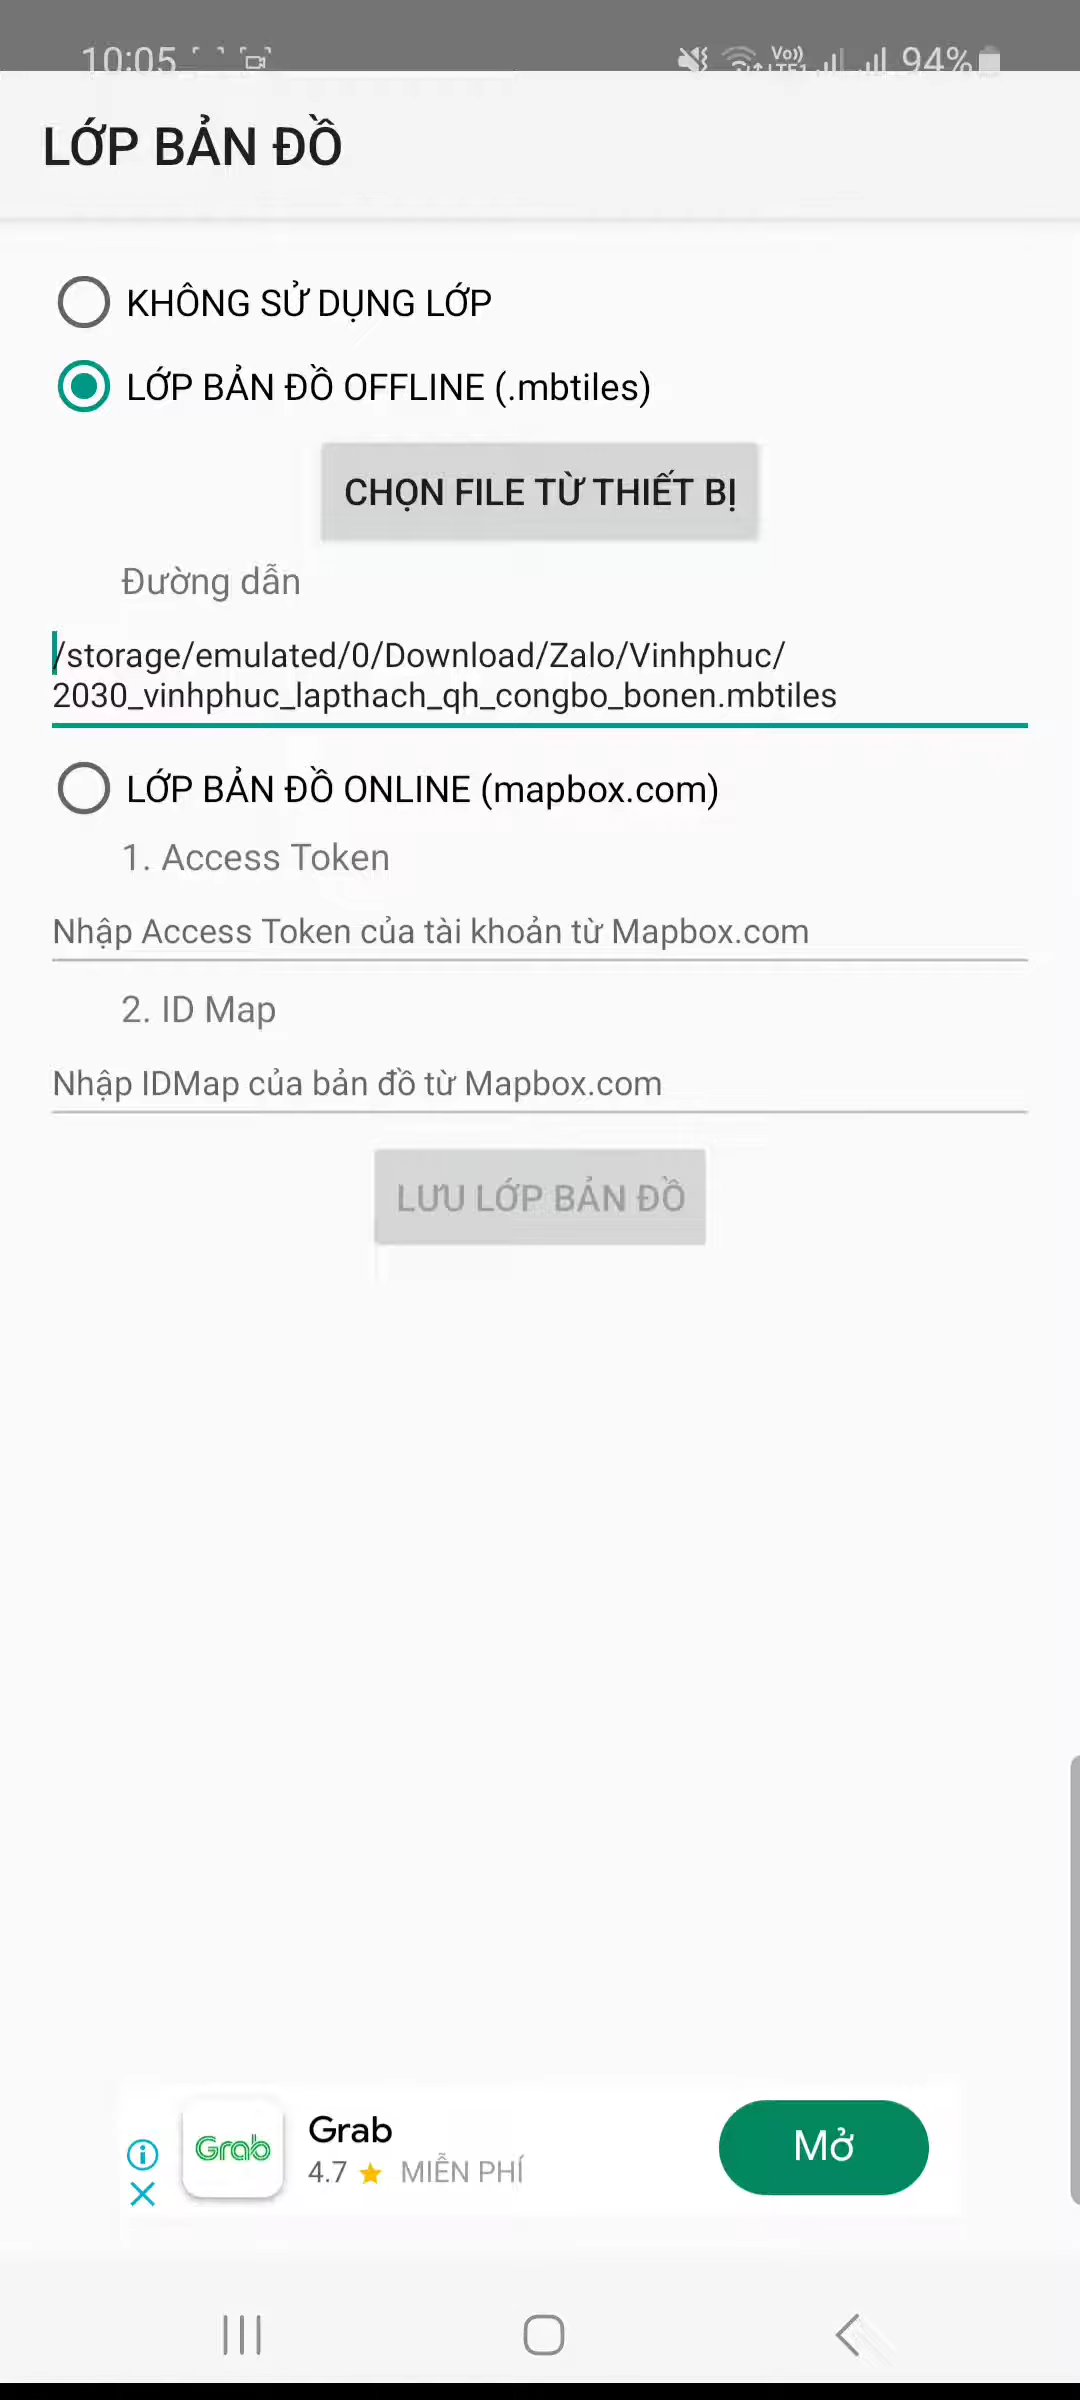 10:05
Vo))
LTE1
94%
LỚP BẢN ĐỒ
KHÔNG SỬ DỤNG LỚP
LỚP BẢN ĐỒ OFFLINE (.mbtiles)
CHỌN FILE TỪ THIẾT BỊ
Đường dẫn
/storage/emulated/0/Download/Zalo/Vinhphuc/
2030_vinhphuc_lapthach_qh_congbo_bonen.mbtiles
LỚP BẢN ĐỒ ONLINE (mapbox.com)
1. Access Token
Nhập Access Token của tài khoản từ Mapbox.com
2. ID Map
Nhập IDMap của bản đồ từ Mapbox.com
LƯU LỚP BẢN ĐỒ
Grab
Grab
4.7 ★ MIỄN PHÍ
Mở